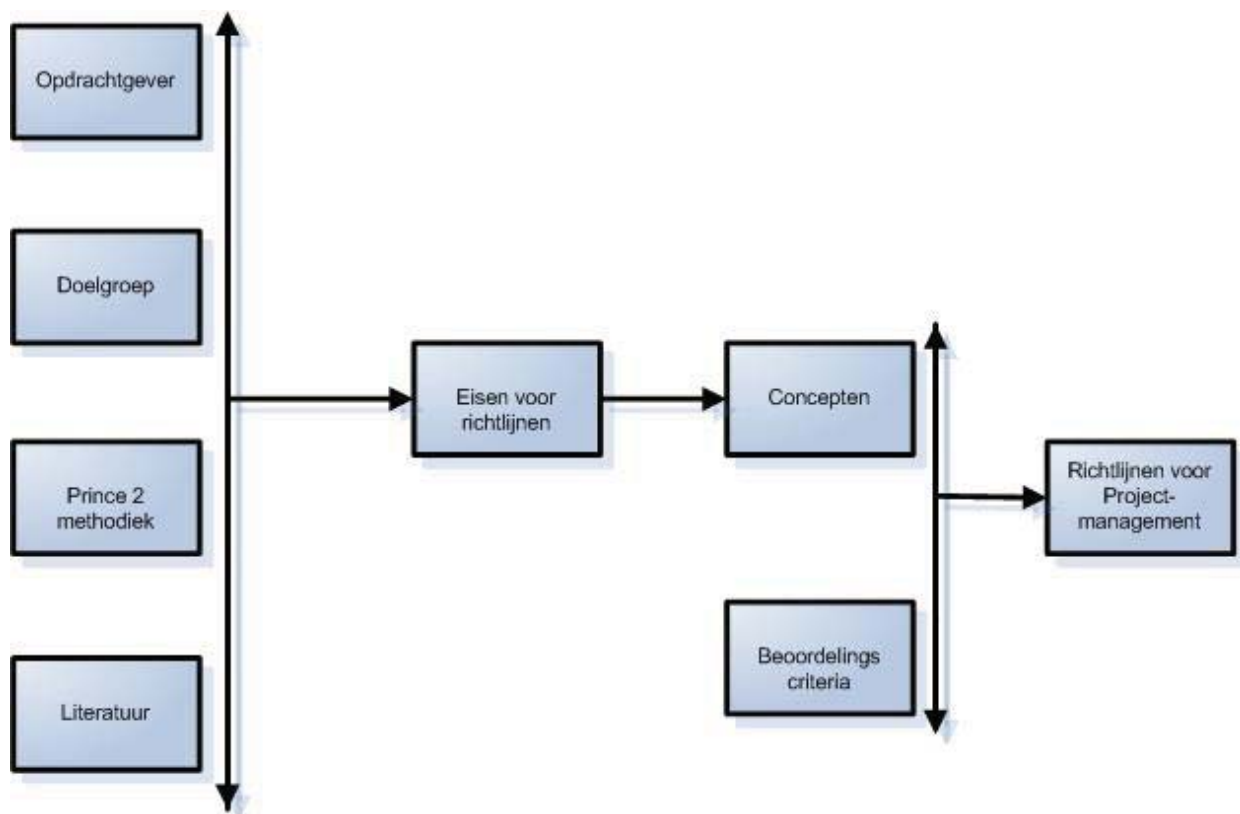 Opdrachtgever
Doelgroep
Prince 2
methodiek
Literatuur
Eisen voor
richtlijnen
Concepten
Beoordelings
criteria
Richtlijnen voor
Project-
management